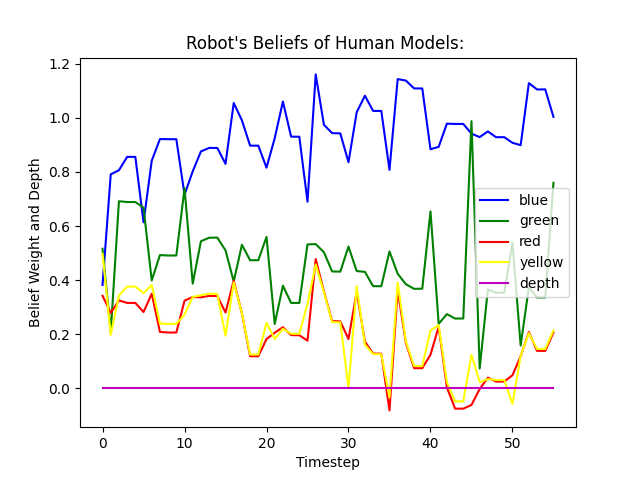 Robot's Beliefs of Human Models:
Belief Weight and Depth
1.2
1.0
0.8
0.6
0.4
0.2
0.0
blue
green
red
yellow
depth
0 10 20 30 40 50
Timestep